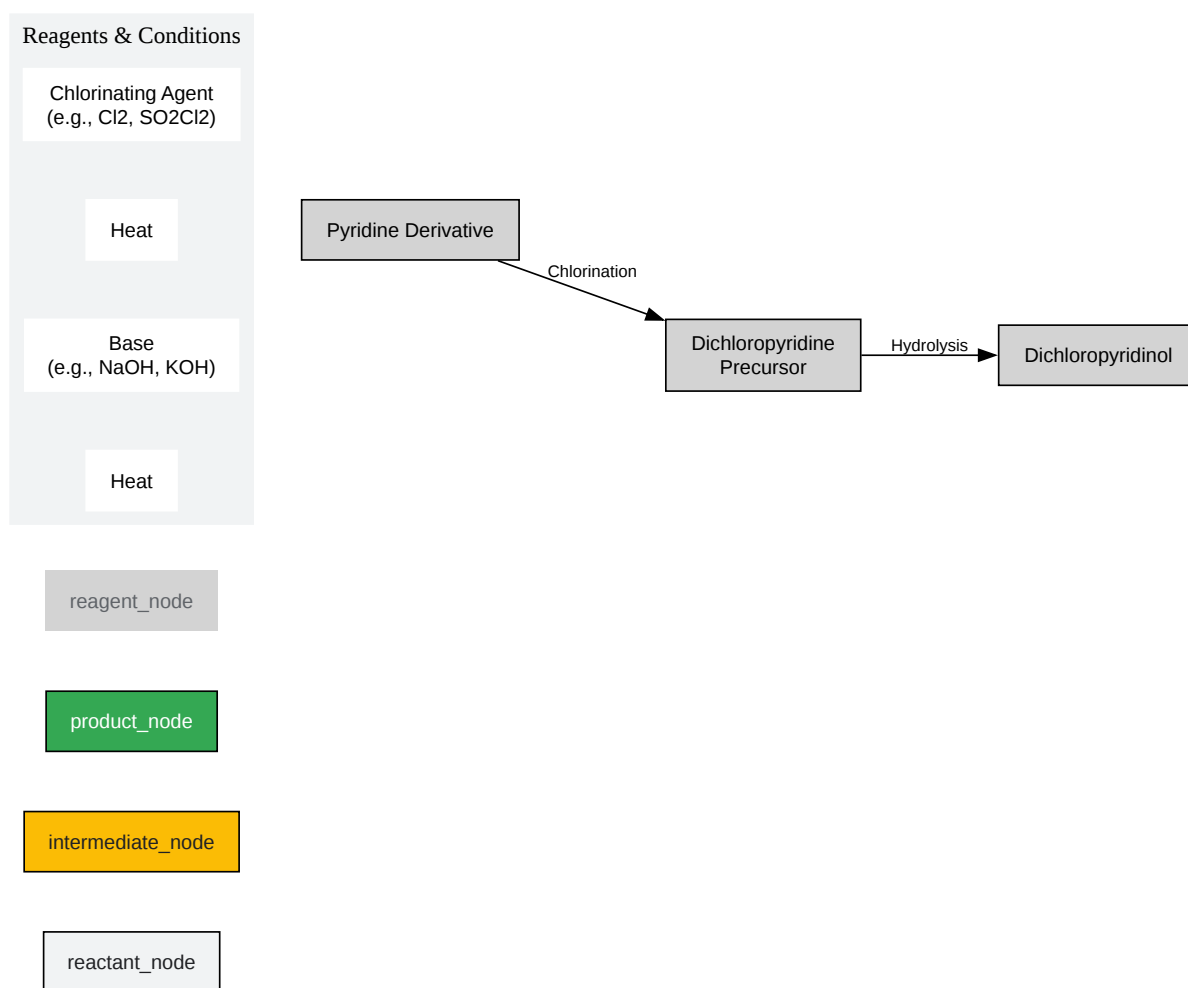 Reagents & Conditions
Chlorinating Agent
(e.g., Cl2, SO2Cl2)
Heat
Base
(e.g., NaOH, KOH)
Heat
Pyridine Derivative
Chlorination
Dichloropyridine
Precursor
Hydrolysis
Dichloropyridinol
reagent_node
product_node
intermediate_node
reactant_node